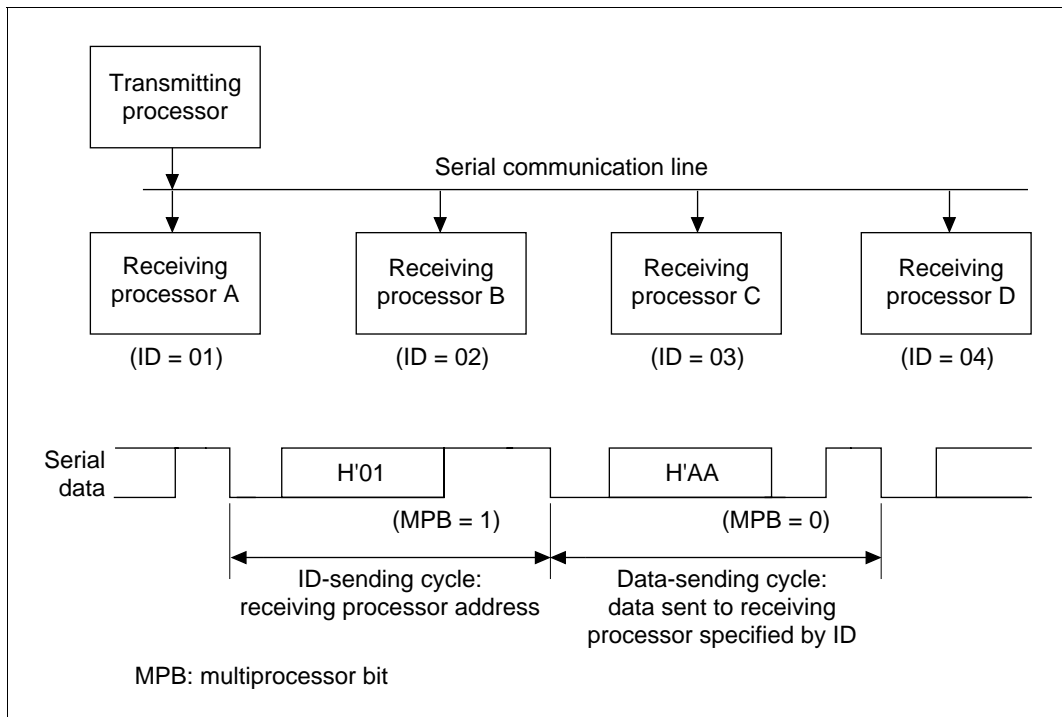 Transmitting
processor
Serial communication line
Receiving
processor A
Receiving
processor B
Receiving
processor C
Receiving
processor D
(ID = 01)
(ID = 02)
(ID = 03)
(ID = 04)
Serial
data
H'01
H'AA
(MPB = 1)
(MPB = 0)
ID-sending cycle:
receiving processor address
Data-sending cycle:
data sent to receiving
processor specified by ID
MPB: multiprocessor bit